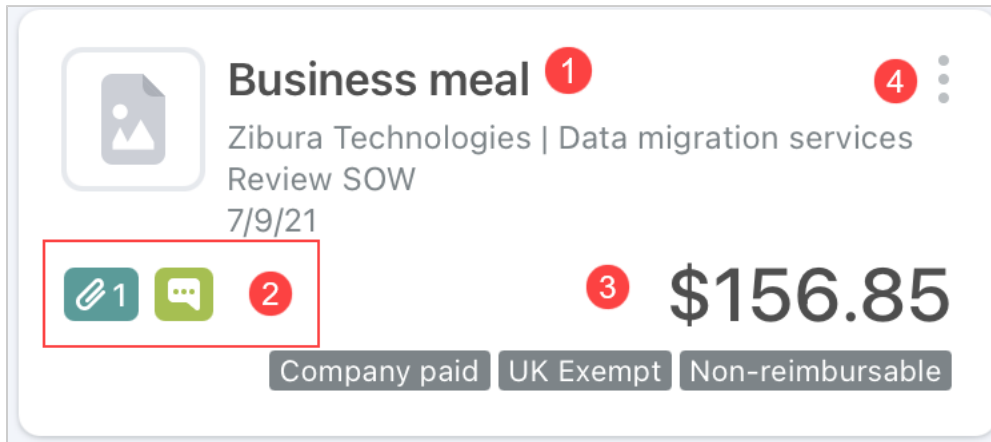 Business meal 1 4
Zibura Technologies | Data migration services
Review SOW
7/9/21
1 2 3 $156.85
Company paid UK Exempt Non-reimbursable